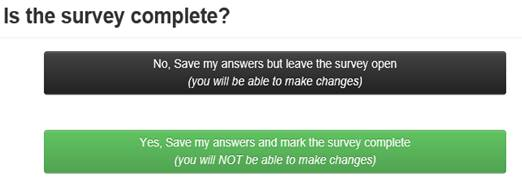 Is the survey complete?
No, Save my answers but leave the survey open
(you will be able to make changes)
Yes, Save my answers and mark the survey complete
(you will NOT be able to make changes)